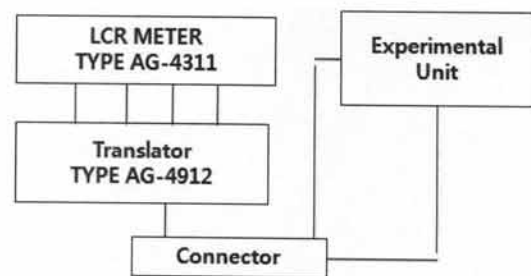 LCR METER
TYPE AG-4311
Experimental
Unit
Translator
TYPE AG-4912
Connector